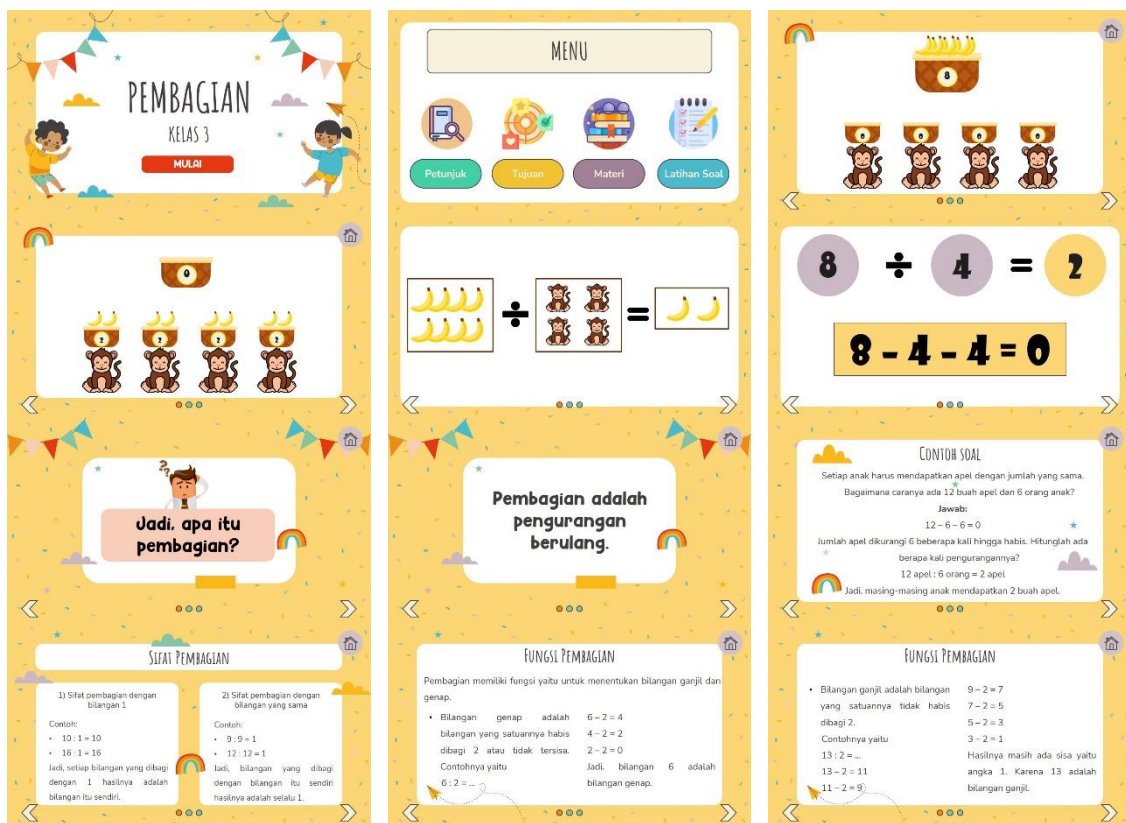 PEMBAGIAN
KELAS 3
MULAI
MENU
Petunjuk
Tujuan
Materi
Latihan Soal
8
0
0
0
0
0
2
2
2
2
÷
=
8 ÷ 4 = 2
8 - 4 - 4 = 0
??
Jadi, apa itu
pembagian?
Pembagian adalah
pengurangan
berulang.
CONTOH SOAL
Setiap anak harus mendapatkan apel dengan jumlah yang sama.
Bagaimana caranya ada 12 buah apel dan 6 orang anak?
Jawab:
12 – 6 – 6 = 0
Jumlah apel dikurangi 6 beberapa kali hingga habis. Hitunglah ada
berapa kali pengurangannya?
12 apel : 6 orang = 2 apel
Jadi, masing-masing anak mendapatkan 2 buah apel.
SIFAT PEMBAGIAN
1) Sifat pembagian dengan
bilangan 1
Contoh:
• 10 : 1 = 10
• 16 : 1 = 16
Jadi, setiap bilangan yang dibagi
dengan 1 hasilnya adalah
bilangan itu sendiri.
2) Sifat pembagian dengan
bilangan yang sama
Contoh:
• 9 : 9 = 1
• 12 : 12 = 1
Jadi, bilangan yang dibagi
dengan bilangan itu sendiri
hasilnya adalah selalu 1.
FUNGSI PEMBAGIAN
Pembagian memiliki fungsi yaitu untuk menentukan bilangan ganjil dan
genap.
• Bilangan genap adalah
bilangan yang satuannya habis
dibagi 2 atau tidak tersisa.
Contohnya yaitu
6 : 2 = ...
6 – 2 = 4
4 – 2 = 2
2 – 2 = 0
Jadi, bilangan 6 adalah
bilangan genap.
FUNGSI PEMBAGIAN
• Bilangan ganjil adalah bilangan
yang satuannya tidak habis
dibagi 2.
Contohnya yaitu
13 : 2 = ...
13 – 2 = 11
11 – 2 = 9
9 – 2 = 7
7 – 2 = 5
5 – 2 = 3
3 – 2 = 1
Hasilnya masih ada sisa yaitu
angka 1. Karena 13 adalah
bilangan ganjil.